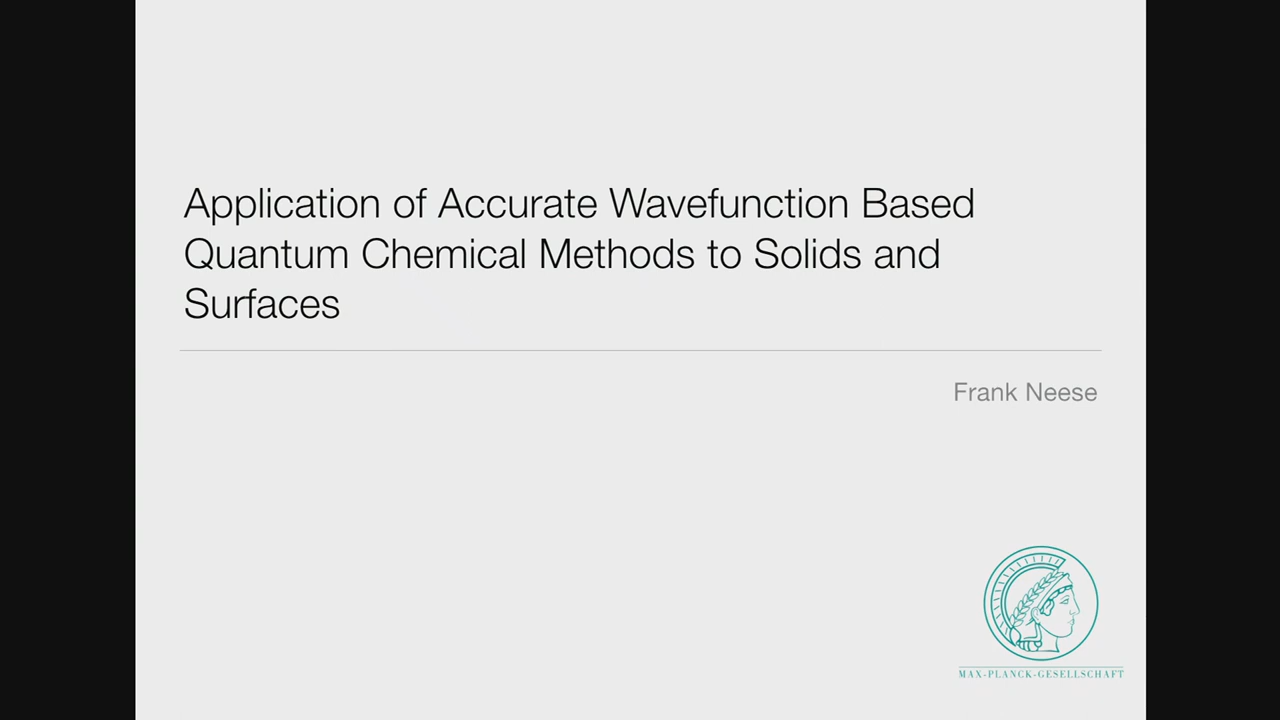 Application of Accurate Wavefunction Based
Quantum Chemical Methods to Solids and
Surfaces
Frank Neese
MAX-PLANCK-GESELLSCHAFT